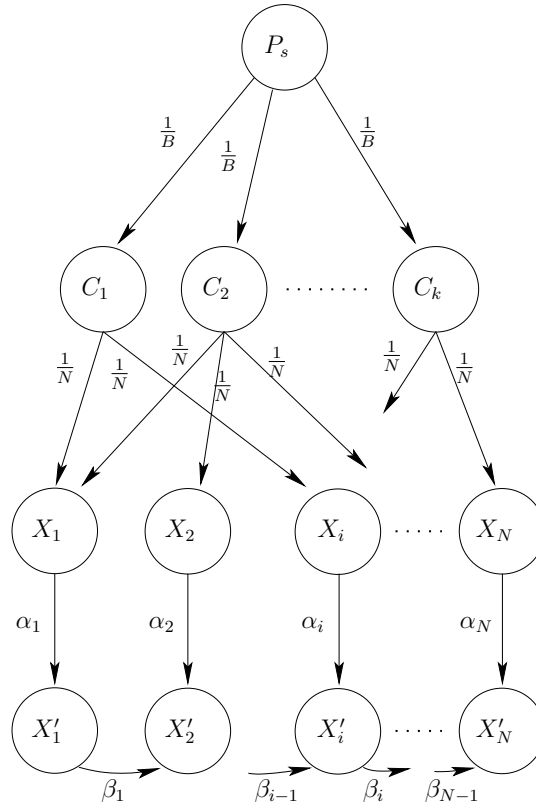 P_s
1/B 1/B 1/B
C_1 C_2 ........ C_k
1/N 1/N 1/N 1/N 1/N 1/N 1/N
X_1 X_2 X_i ..... X_N
α_1 α_2 α_i α_N
X'_1 X'_2 X'_i ..... X'_N
β_1 β_{i−1} β_i β_{N−1}